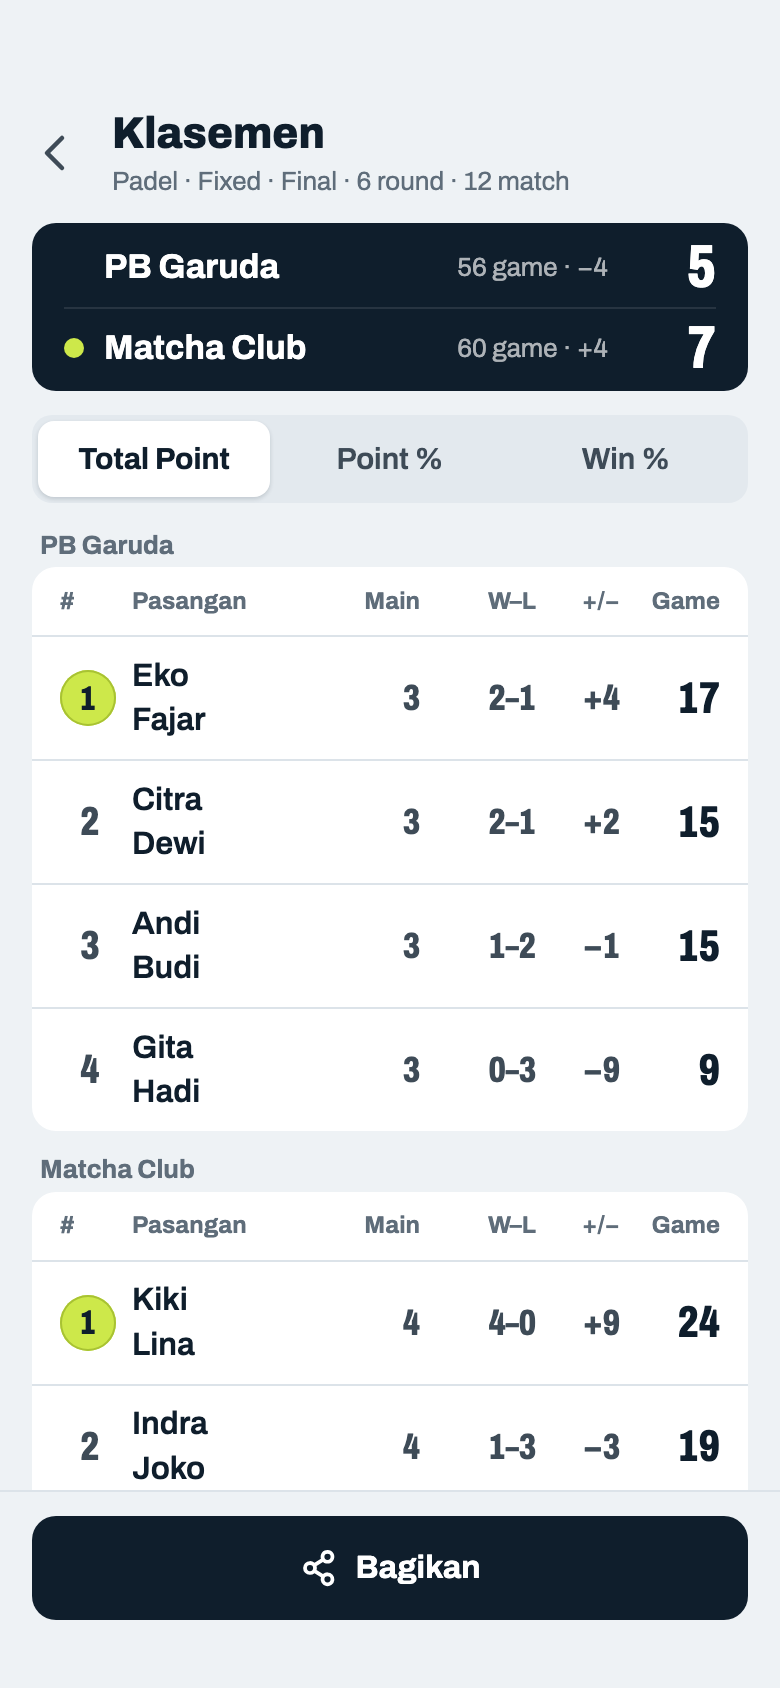 Klasemen
Padel · Fixed · Final · 6 round · 12 match
PB Garuda 56 game · −4 5
Matcha Club 60 game · +4 7
Total Point Point % Win %
PB Garuda
# Pasangan Main W–L +/− Game
1 Eko Fajar 3 2–1 +4 17
2 Citra Dewi 3 2–1 +2 15
3 Andi Budi 3 1–2 −1 15
4 Gita Hadi 3 0–3 −9 9
Matcha Club
# Pasangan Main W–L +/− Game
1 Kiki Lina 4 4–0 +9 24
2 Indra Joko 4 1–3 −3 19
Bagikan